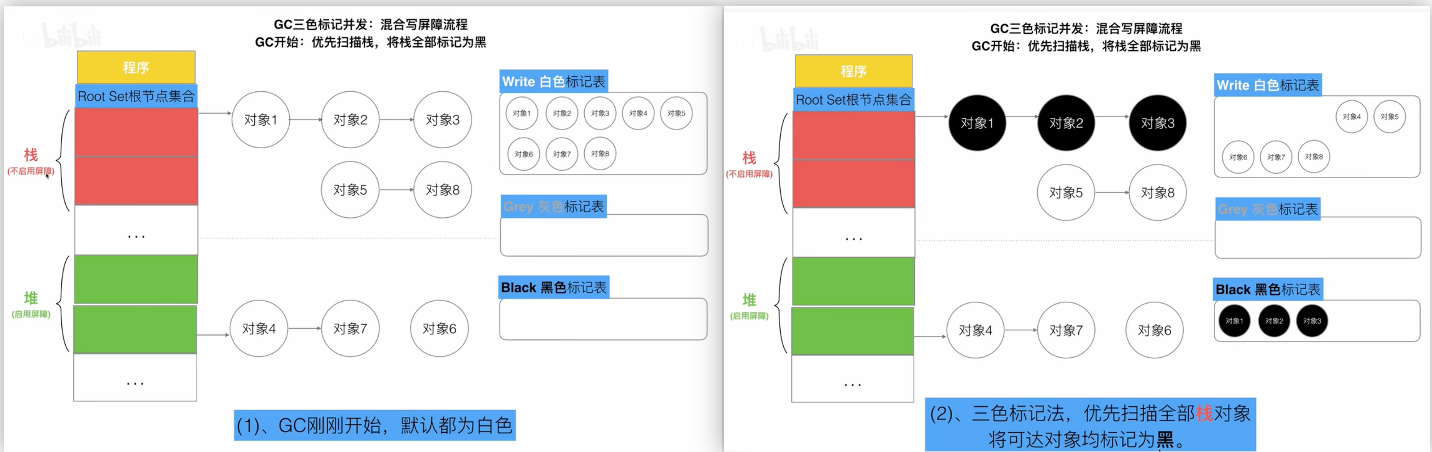 GC三色标记并发：混合写屏障流程
GC开始：优先扫描栈，将栈全部标记为黑
bilibili
程序
Root Set根节点集合
栈
(不启用屏障)
...
堆
(启用屏障)
...
对象1
对象2
对象3
对象5
对象8
对象4
对象7
对象6
Write 白色标记表
对象1 对象2 对象3 对象4 对象5
对象6 对象7 对象8
Grey 灰色标记表
Black 黑色标记表
(1)、GC刚刚开始，默认都为白色
GC三色标记并发：混合写屏障流程
GC开始：优先扫描栈，将栈全部标记为黑
bilibili
程序
Root Set根节点集合
栈
(不启用屏障)
...
堆
(启用屏障)
...
对象1
对象2
对象3
对象5
对象8
对象4
对象7
对象6
Write 白色标记表
对象4 对象5
对象6 对象7 对象8
Grey 灰色标记表
Black 黑色标记表
对象1 对象2 对象3
(2)、三色标记法，优先扫描全部栈对象
将可达对象均标记为黑。